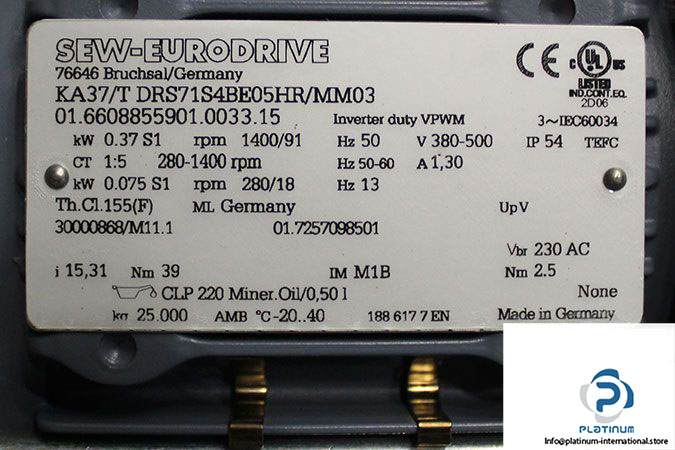 SEW-EURODRIVE
76646 Bruchsal/Germany
CE c UL US
LISTED
IND.CONT.EQ.
2D06
KA37/T DRS71S4BE05HR/MM03
01.6608855901.0033.15 Inverter duty VPWM 3~IEC60034
kW 0.37 S1 rpm 1400/91 Hz 50 V 380-500 IP 54 TEFC
CT 1:5 280-1400 rpm Hz 50-60 A 1,30
kW 0.075 S1 rpm 280/18 Hz 13
Th.Cl.155(F) ML Germany UpV
30000868/M11.1 01.7257098501
Vbr 230 AC
i 15,31 Nm 39 IM M1B Nm 2.5
CLP 220 Miner.Oil/0,50 l None
kg 25.000 AMB °C -20..40 188 617 7 EN Made in Germany
P
PLATINUM
info@platinum-international.store